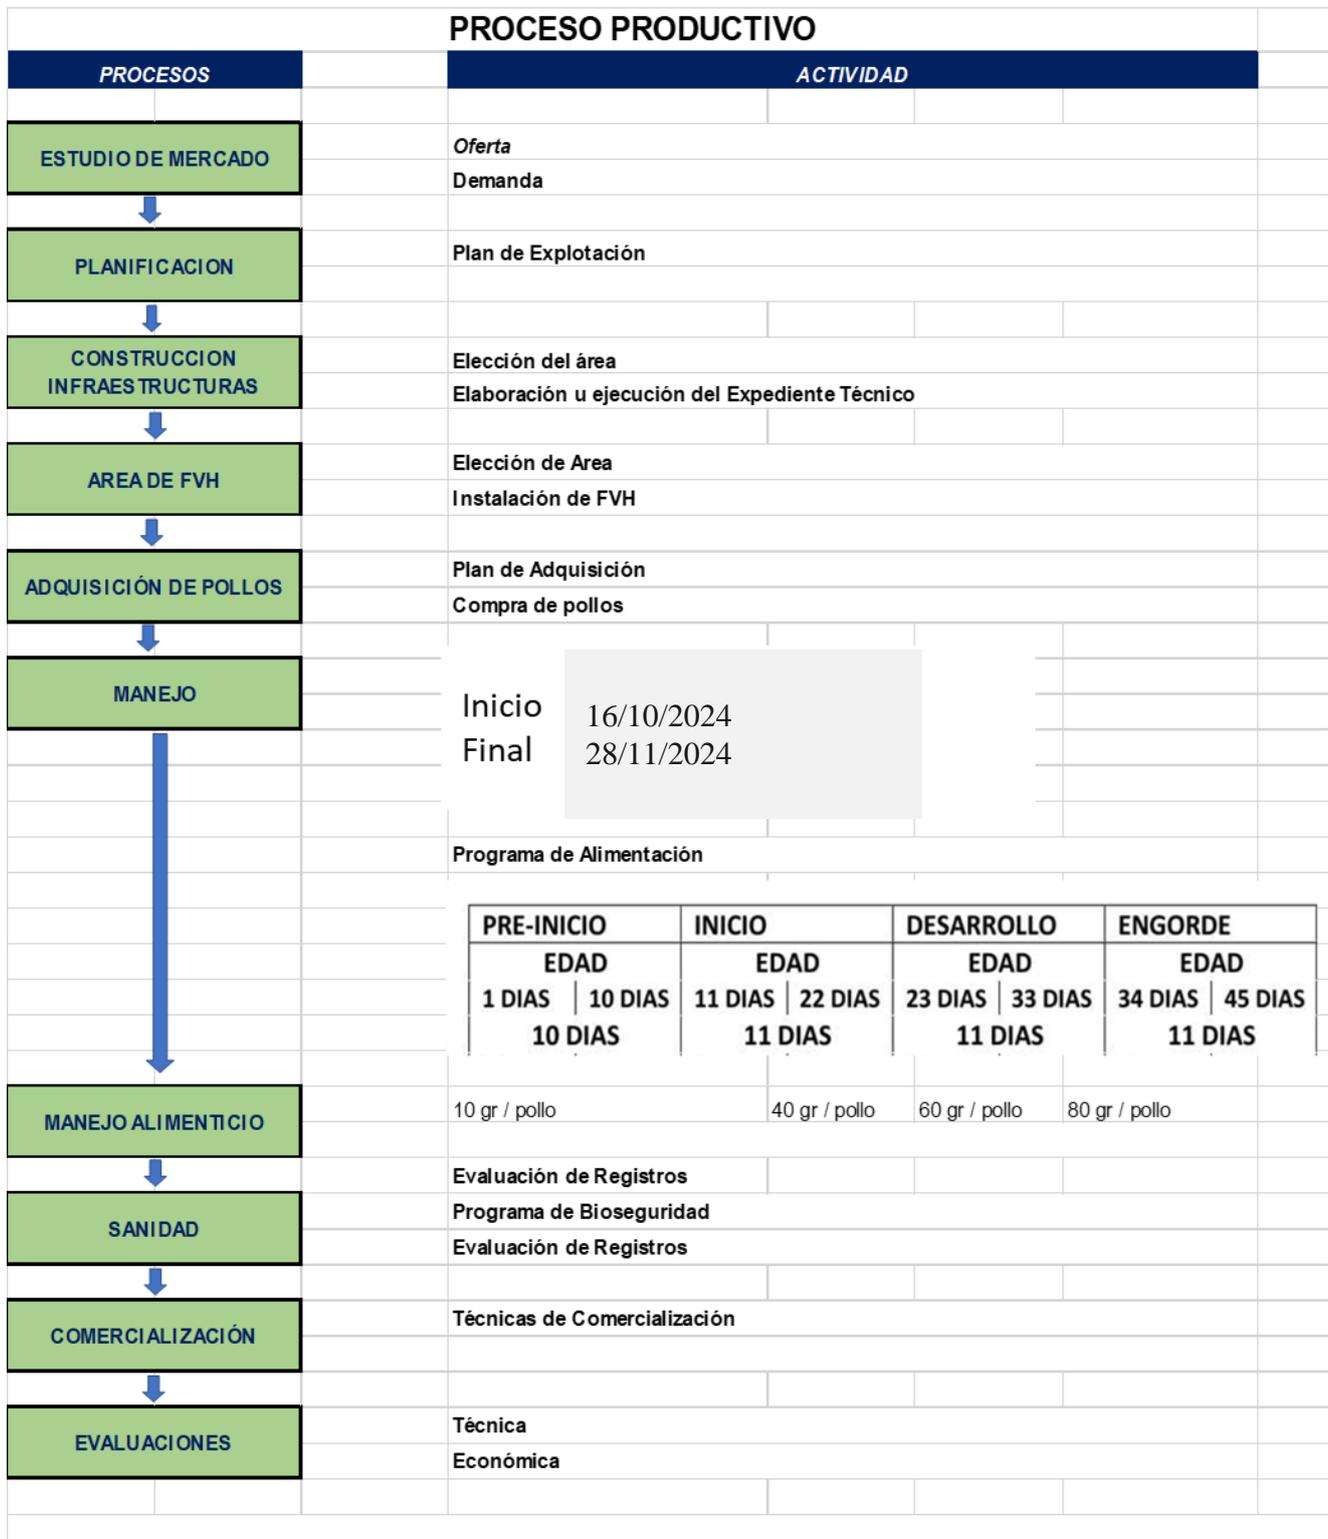 PROCESO PRODUCTIVO
PROCESOS
ACTIVIDAD
ESTUDIO DE MERCADO
Oferta
Demanda
PLANIFICACION
Plan de Explotación
CONSTRUCCION
INFRAESTRUCTURAS
Elección del área
Elaboración u ejecución del Expediente Técnico
AREA DE FVH
Elección de Area
Instalación de FVH
ADQUISICIÓN DE POLLOS
Plan de Adquisición
Compra de pollos
MANEJO
Inicio 16/10/2024
Final 28/11/2024
Programa de Alimentación
PRE-INICIO INICIO DESARROLLO ENGORDE
EDAD EDAD EDAD EDAD
1 DIAS 10 DIAS 11 DIAS 22 DIAS 23 DIAS 33 DIAS 34 DIAS 45 DIAS
10 DIAS 11 DIAS 11 DIAS 11 DIAS
MANEJO ALIMENTICIO
10 gr / pollo 40 gr / pollo 60 gr / pollo 80 gr / pollo
Evaluación de Registros
SANIDAD
Programa de Bioseguridad
Evaluación de Registros
COMERCIALIZACIÓN
Técnicas de Comercialización
EVALUACIONES
Técnica
Económica